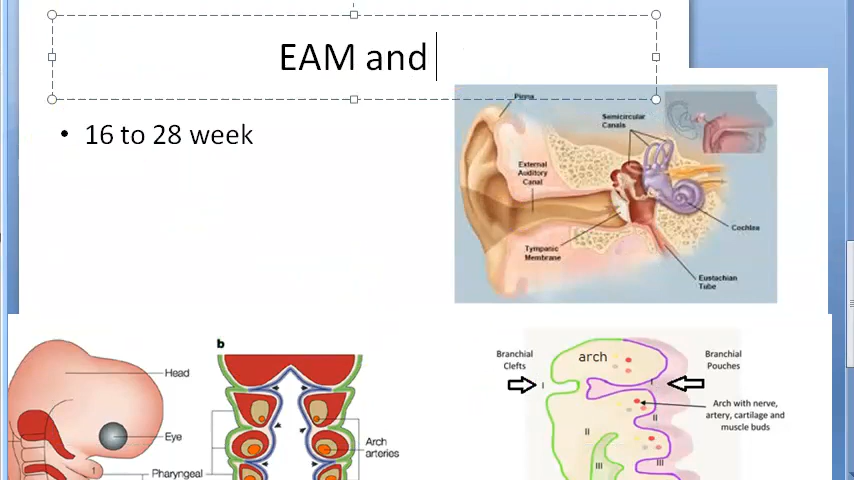 EAM and
• 16 to 28 week
Pinna
Semicircular
Canals
External
Auditory
Canal
Tympanic
Membrane
Cochlea
Eustachian
Tube
b
Head
Eye
1
Pharyngeal
Arch
arteries
Branchial
Clefts
arch
Branchial
Pouches
I
I
Arch with nerve,
artery, cartilage and
muscle buds
II
II
III
III